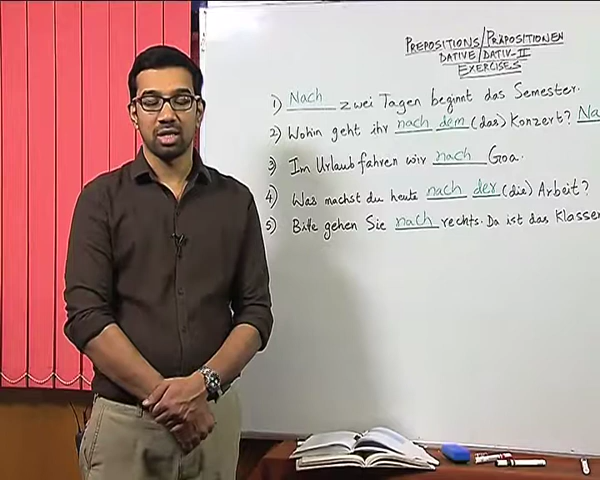 PREPOSITIONS/PRÄPOSITIONEN
DATIVE/DATIV-II
EXERCISES
1) Nach zwei Tagen beginnt das Semester.
2) Wohin geht ihr nach dem (das) Konzert? Na
3) Im Urlaub fahren wir nach Goa.
4) Was machst du heute nach der (die) Arbeit?
5) Bitte gehen Sie nach rechts. Da ist das Klassen